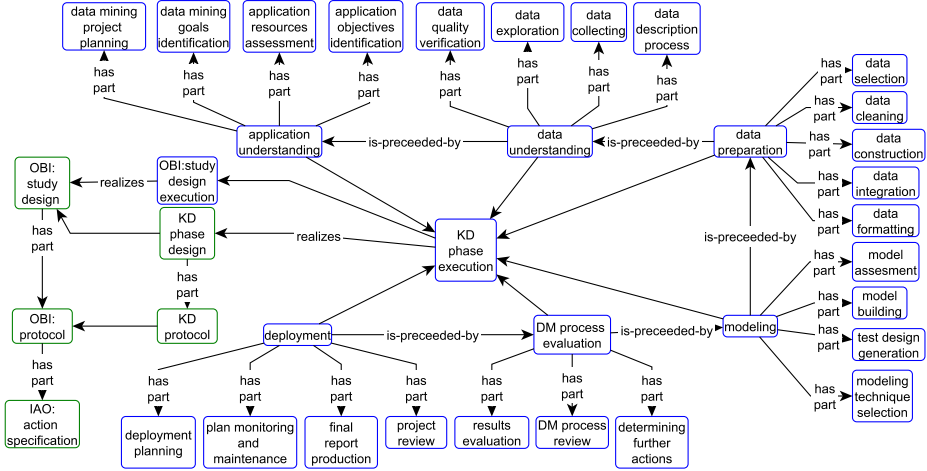 data mining
project
planning
data mining
goals
identification
application
resources
assessment
application
objectives
identification
data
quality
verification
data
exploration
data
collecting
data
description
process
has
part
has
part
has
part
has
part
has
part
has
part
has
part
has
part
application
understanding
is-preceeded-by
data
understanding
is-preceeded-by
data
preparation
has
part
data
selection
has
part
data
cleaning
has
part
data
construction
has
part
data
integration
has
part
data
formatting
OBI:
study
design
realizes
OBI:study
design
execution
KD
phase
design
realizes
KD
phase
execution
is-preceeded-by
has
part
has
part
OBI:
protocol
KD
protocol
has
part
IAO:
action
specification
deployment
is-preceeded-by
DM process
evaluation
is-preceeded-by
modeling
has
part
model
assesment
has
part
model
building
has
part
test design
generation
has
part
modeling
technique
selection
has
part
has
part
has
part
has
part
has
part
has
part
has
part
deployment
planning
plan monitoring
and
maintenance
final
report
production
project
review
results
evaluation
DM process
review
determining
further
actions